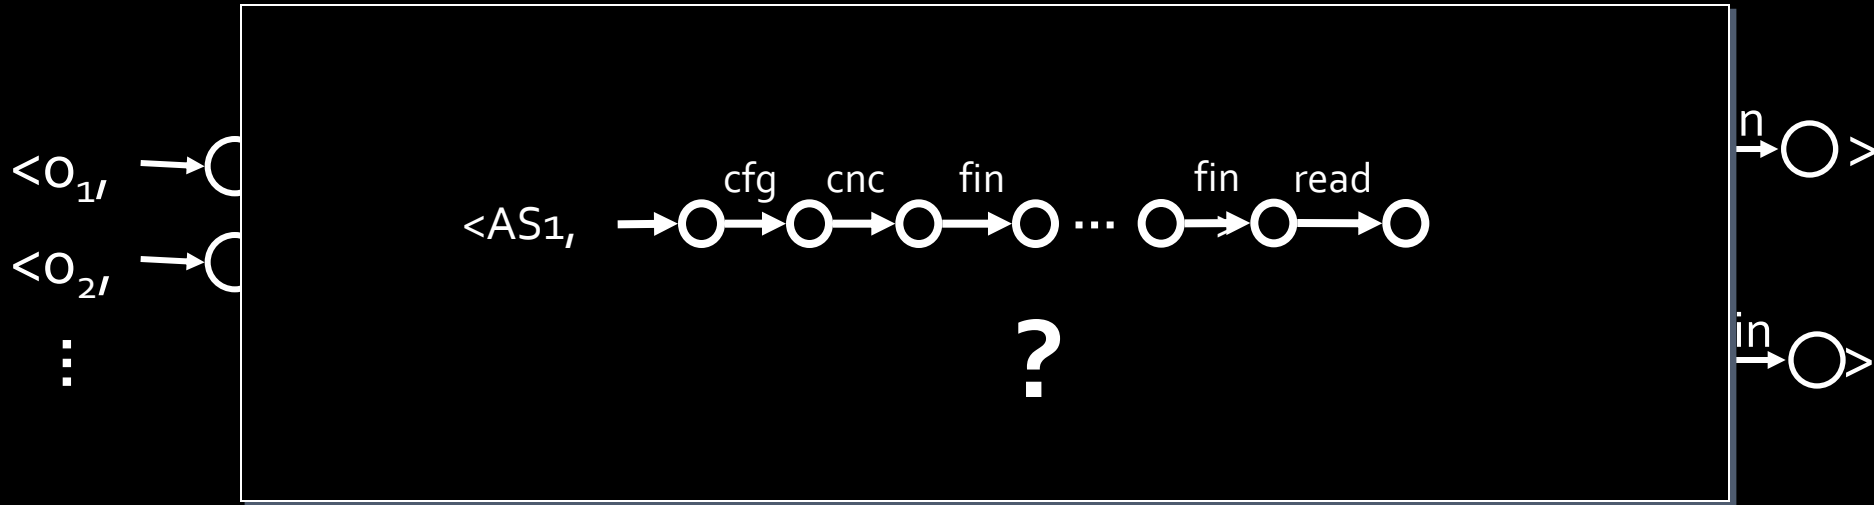 <o1,
n
>
cfg cnc fin ... fin read
<AS1,
<o2,
?
in
>